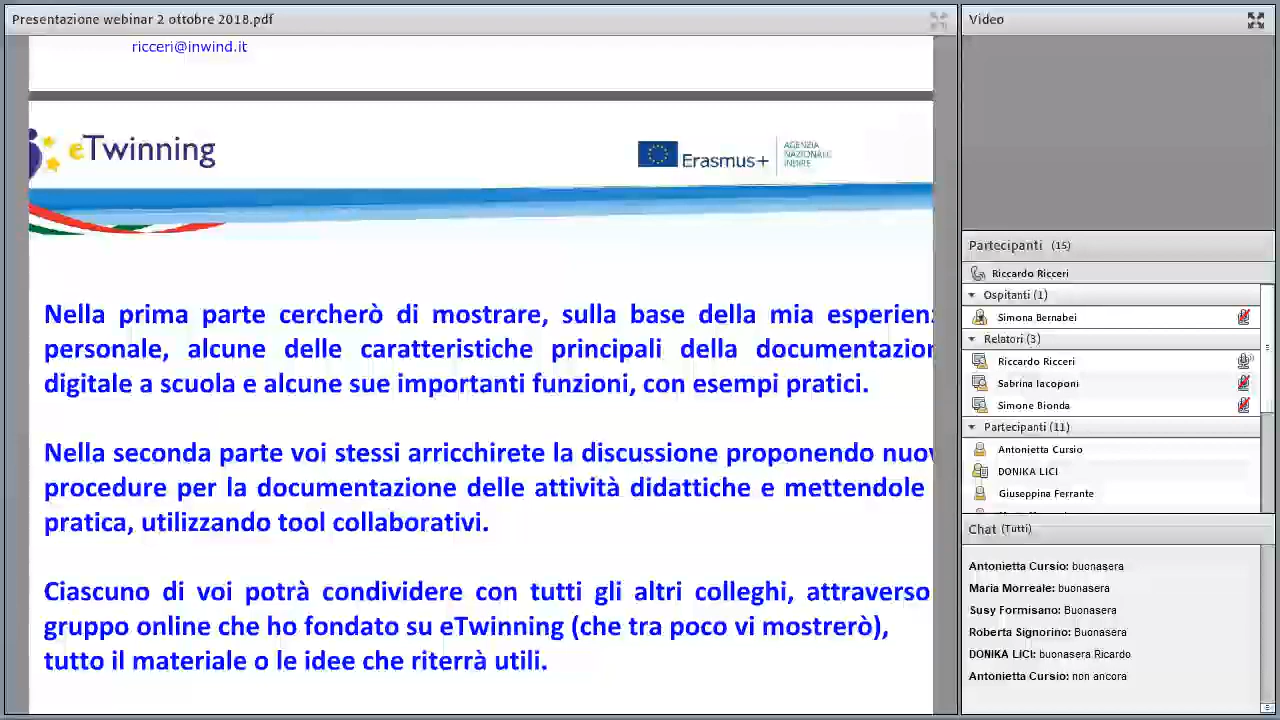 Presentazione webinar 2 ottobre 2018.pdf
ricceri@inwind.it
eTwinning
Erasmus+
AGENZIA
NAZIONALE
INDIRE
Nella prima parte cercherò di mostrare, sulla base della mia esperienz
personale, alcune delle caratteristiche principali della documentazion
digitale a scuola e alcune sue importanti funzioni, con esempi pratici.
Nella seconda parte voi stessi arricchirete la discussione proponendo nuov
procedure per la documentazione delle attività didattiche e mettendole
pratica, utilizzando tool collaborativi.
Ciascuno di voi potrà condividere con tutti gli altri colleghi, attraverso
gruppo online che ho fondato su eTwinning (che tra poco vi mostrerò),
tutto il materiale o le idee che riterrà utili.
Video
Partecipanti (15)
Riccardo Ricceri
Ospitanti (1)
Simona Bernabei
Relatori (3)
Riccardo Ricceri
Sabrina Iacoponi
Simone Bionda
Partecipanti (11)
Antonietta Cursio
DONIKA LICI
Giuseppina Ferrante
Chat (Tutti)
Antonietta Cursio: buonasera
Maria Morreale: buonasera
Susy Formisano: Buonasera
Roberta Signorino: Buonasera
DONIKA LICI: buonasera Ricardo
Antonietta Cursio: non ancora